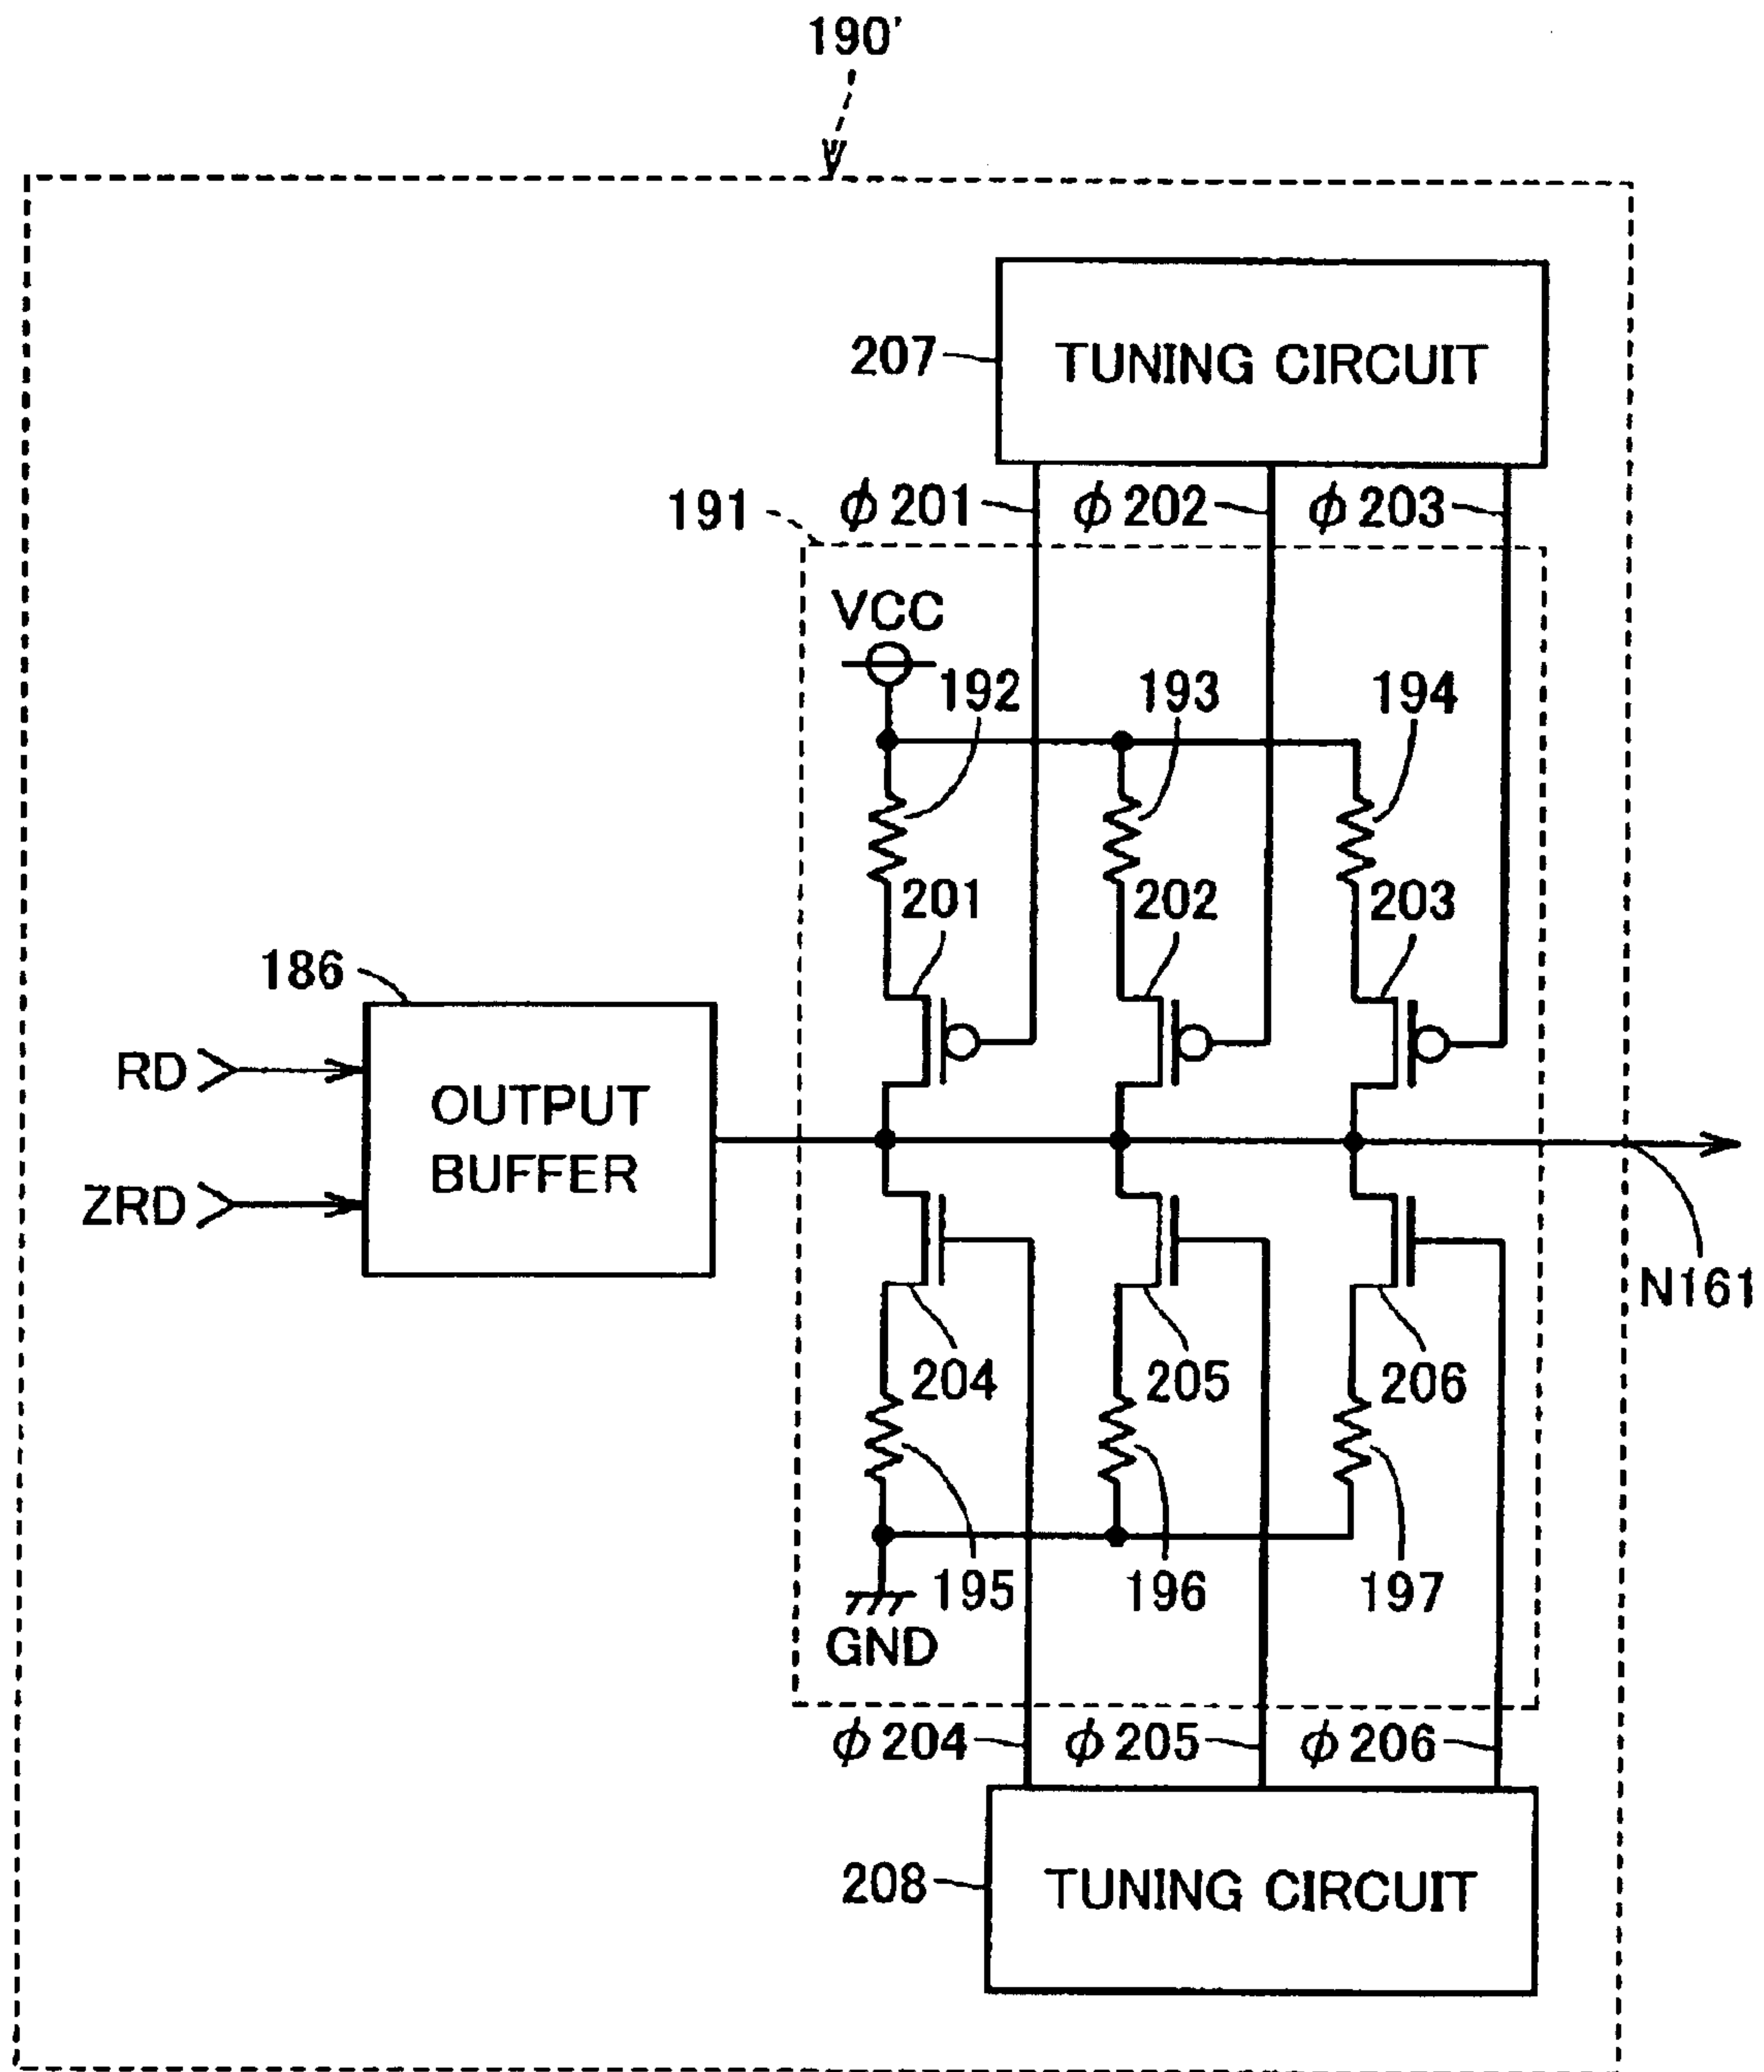 190'
207
TUNING CIRCUIT
191
ϕ201
ϕ202
ϕ203
VCC
192
193
194
201
202
203
186
RD
ZRD
OUTPUT
BUFFER
N161
204
205
206
195
196
197
GND
ϕ204
ϕ205
ϕ206
208
TUNING CIRCUIT